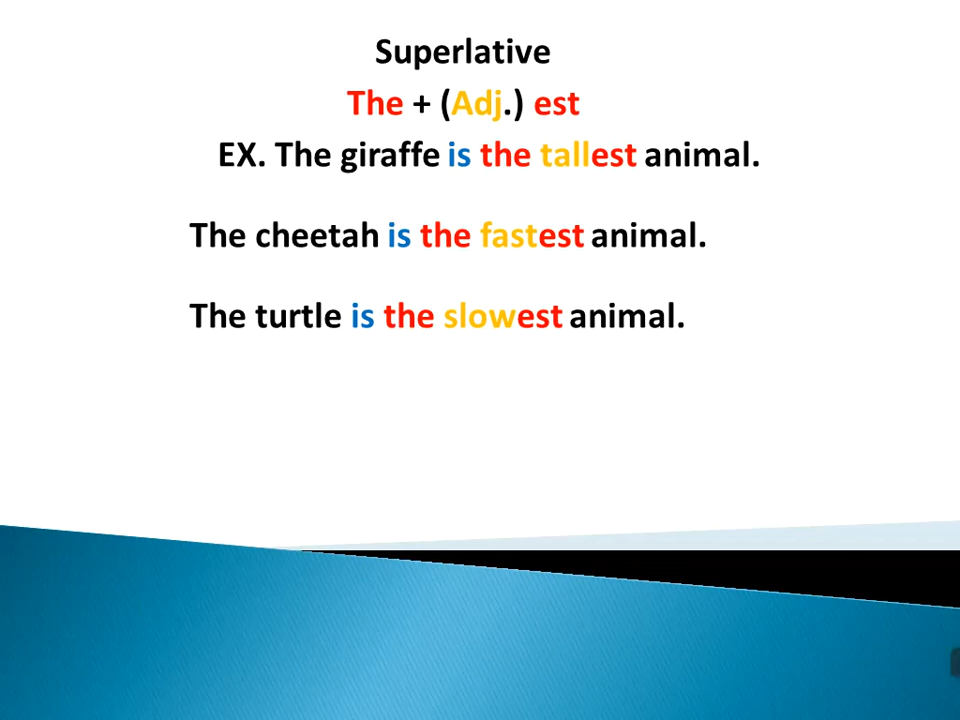 Superlative
The + (Adj.) est
EX. The giraffe is the tallest animal.
The cheetah is the fastest animal.
The turtle is the slowest animal.